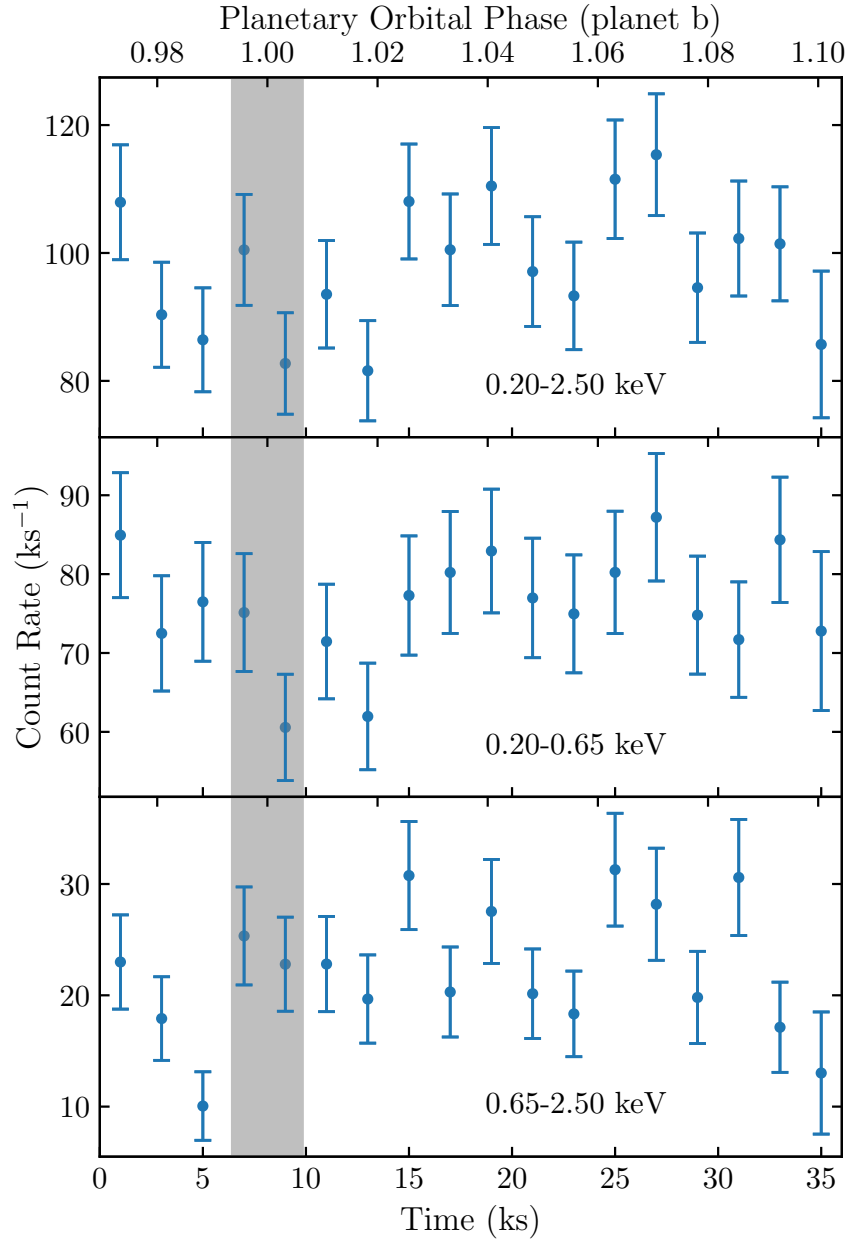 Planetary Orbital Phase (planet b)
0.98 1.00 1.02 1.04 1.06 1.08 1.10
120
100
80
0.20-2.50 keV
90
80
70
60
0.20-0.65 keV
Count Rate (ks⁻¹)
30
20
10
0.65-2.50 keV
0 5 10 15 20 25 30 35
Time (ks)